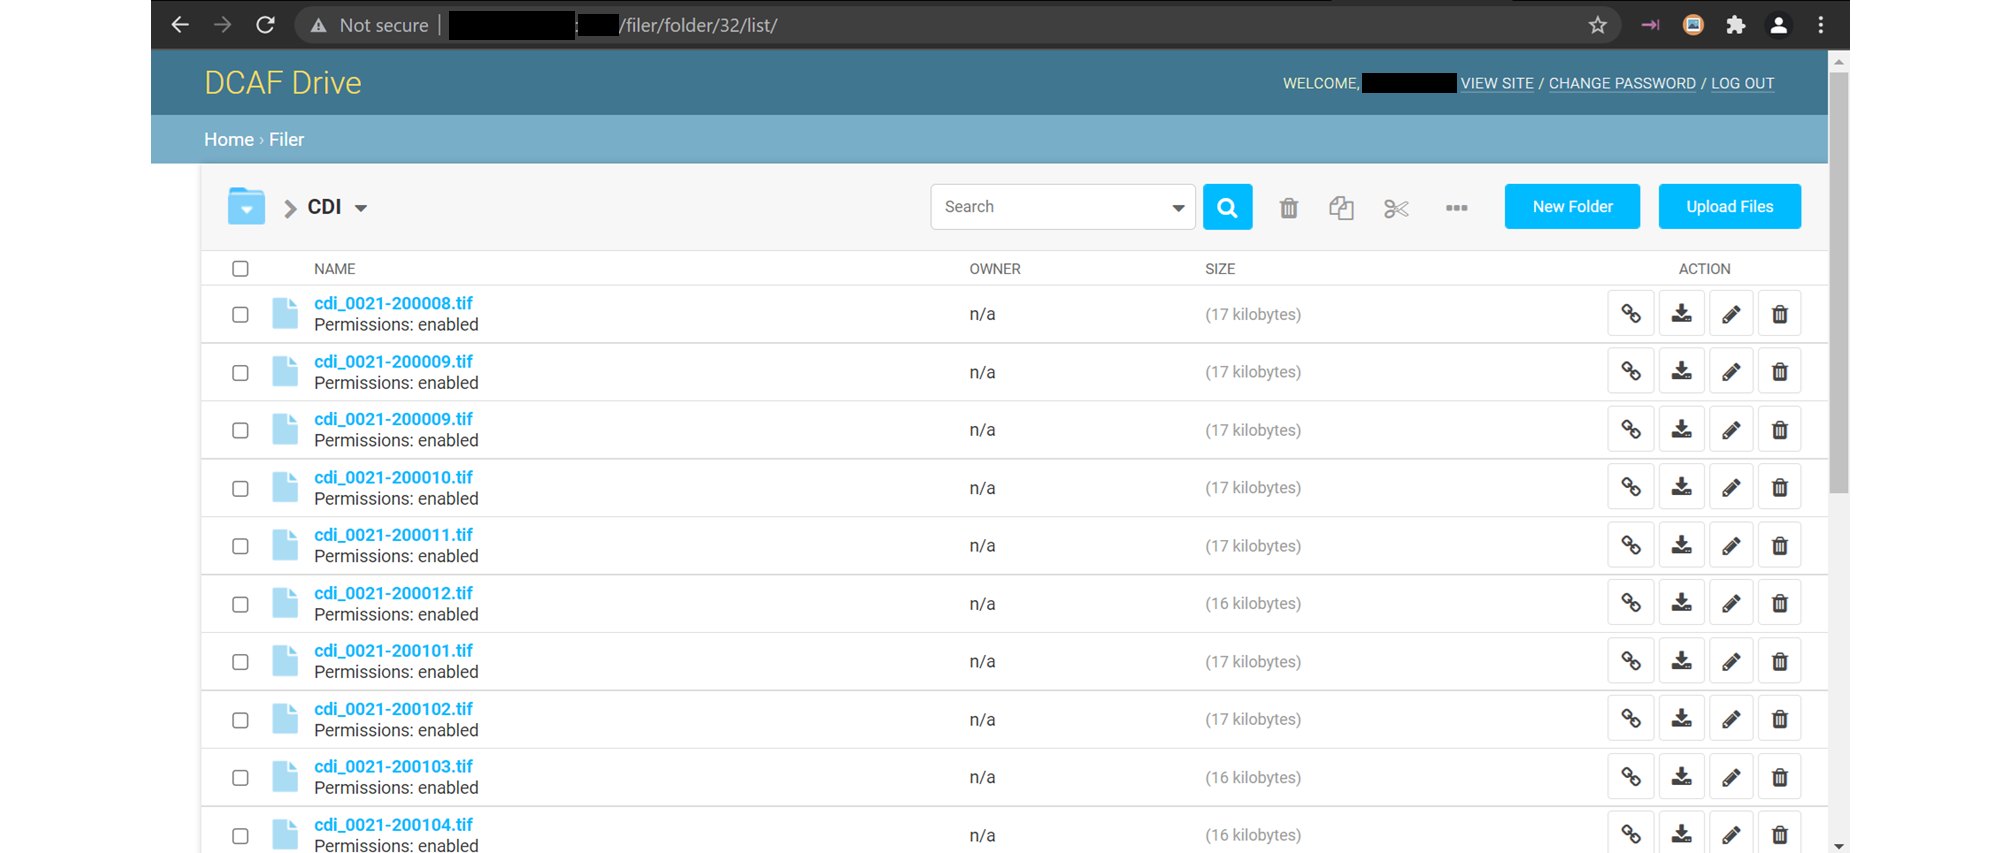 Not secure :/filer/folder/32/list/
DCAF Drive
WELCOME, VIEW SITE / CHANGE PASSWORD / LOG OUT
Home › Filer
CDI Search New Folder Upload Files
NAME OWNER SIZE ACTION
cdi_0021-200008.tif
Permissions: enabled n/a (17 kilobytes)
cdi_0021-200009.tif
Permissions: enabled n/a (17 kilobytes)
cdi_0021-200009.tif
Permissions: enabled n/a (17 kilobytes)
cdi_0021-200010.tif
Permissions: enabled n/a (17 kilobytes)
cdi_0021-200011.tif
Permissions: enabled n/a (17 kilobytes)
cdi_0021-200012.tif
Permissions: enabled n/a (16 kilobytes)
cdi_0021-200101.tif
Permissions: enabled n/a (17 kilobytes)
cdi_0021-200102.tif
Permissions: enabled n/a (17 kilobytes)
cdi_0021-200103.tif
Permissions: enabled n/a (16 kilobytes)
cdi_0021-200104.tif
Permissions: enabled n/a (16 kilobytes)